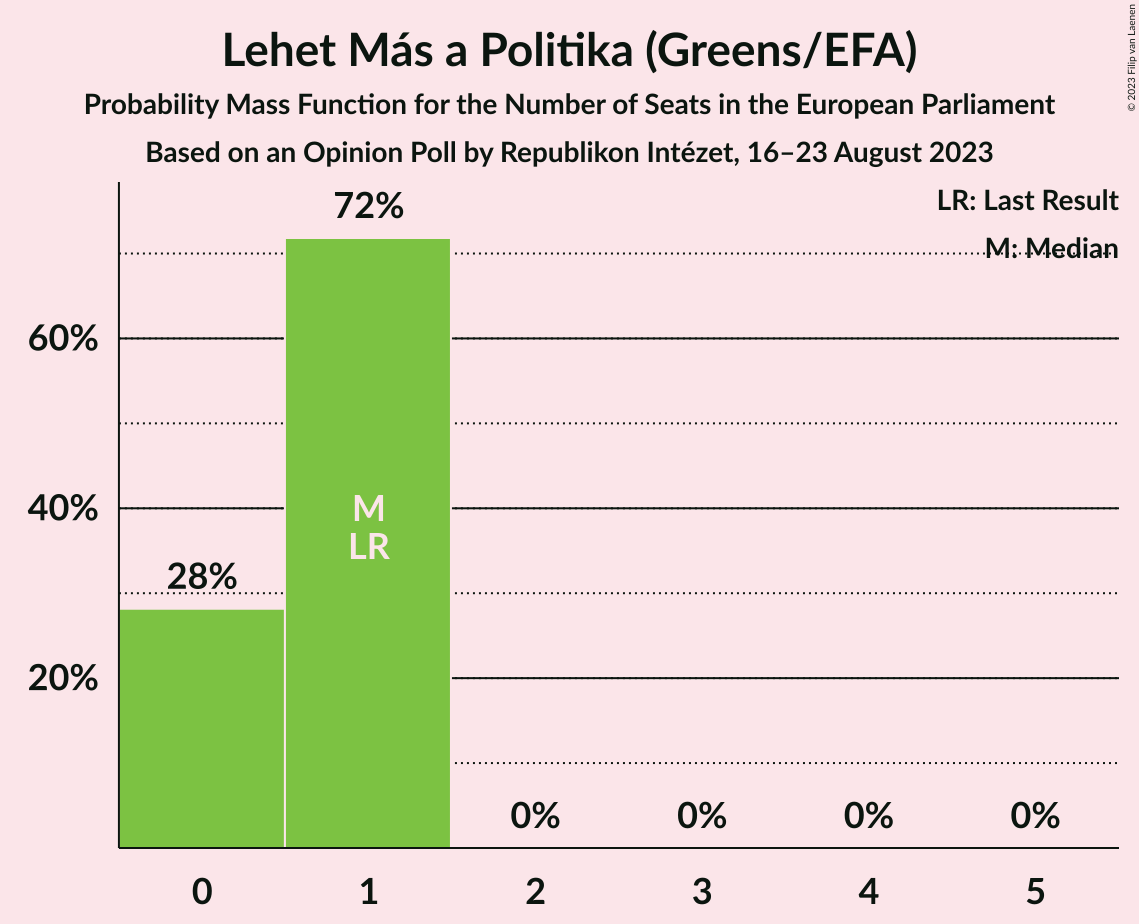 Lehet Más a Politika (Greens/EFA)
Probability Mass Function for the Number of Seats in the European Parliament
Based on an Opinion Poll by Republikon Intézet, 16–23 August 2023
© 2023 Filip van Laenen
LR: Last Result
M: Median
72%
60%
40%
M
LR
28%
20%
0% 0% 0% 0%
0 1 2 3 4 5